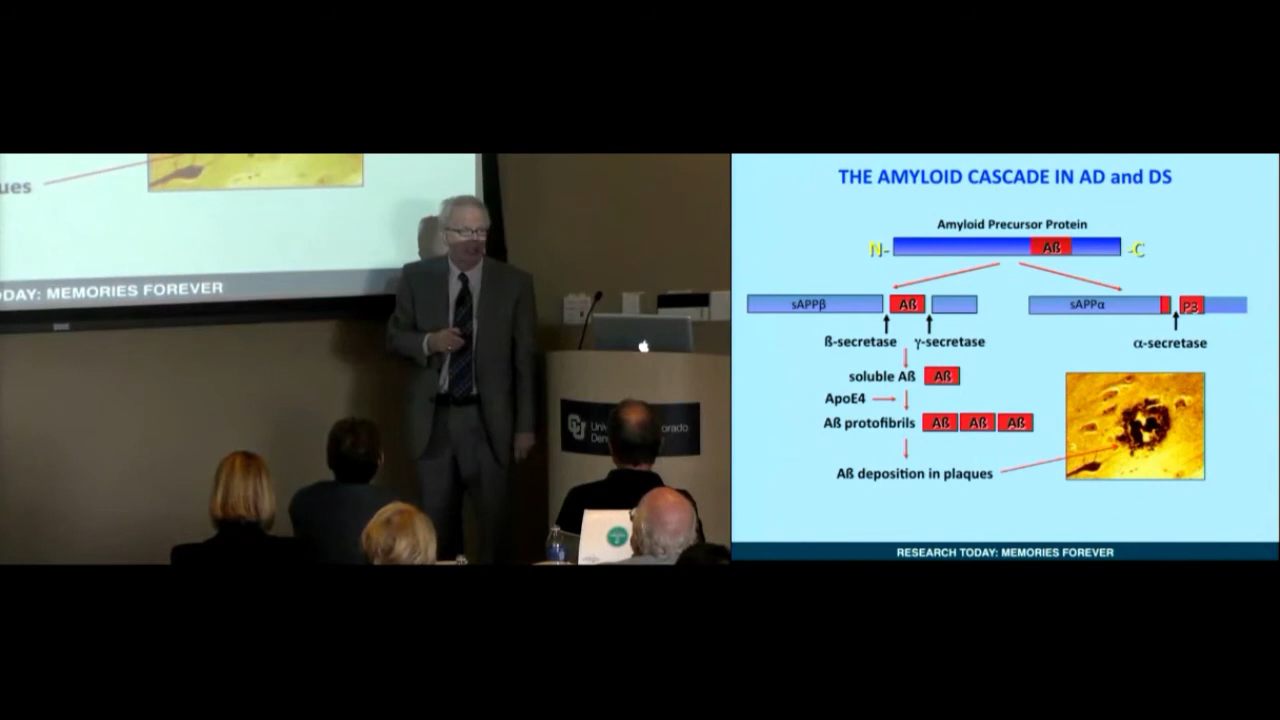 ues
DAY: MEMORIES FOREVER
CU
THE AMYLOID CASCADE IN AD and DS
Amyloid Precursor Protein
N- Aß -C
sAPPβ Aß sAPPα P3
ß-secretase γ-secretase α-secretase
soluble Aß Aß
ApoE4
Aß protofibrils Aß Aß Aß
Aß deposition in plaques
RESEARCH TODAY: MEMORIES FOREVER